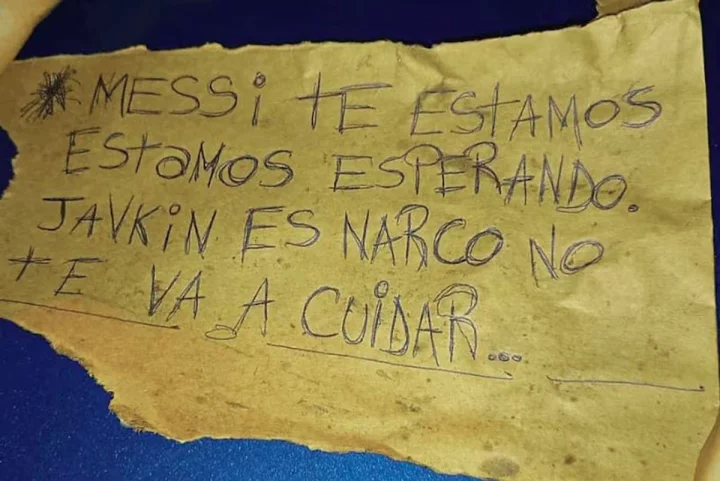 MESSi tE EStAMOS
EStaMOS ESPERANDO.
JAVKiN ES NARCO NO
tE VA A CUiDAR...